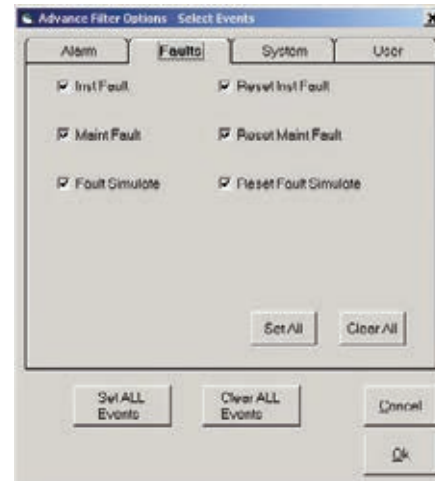 Advance Filter Options Select Events
Alarm Faults System User
Inst Fault Reset Inst Fault
Maint Fault Reset Maint Fault
Fault Simulate Reset Fault Simulate
Set All Clear All
Set ALL Events Clear ALL Events
Cancel
Ok